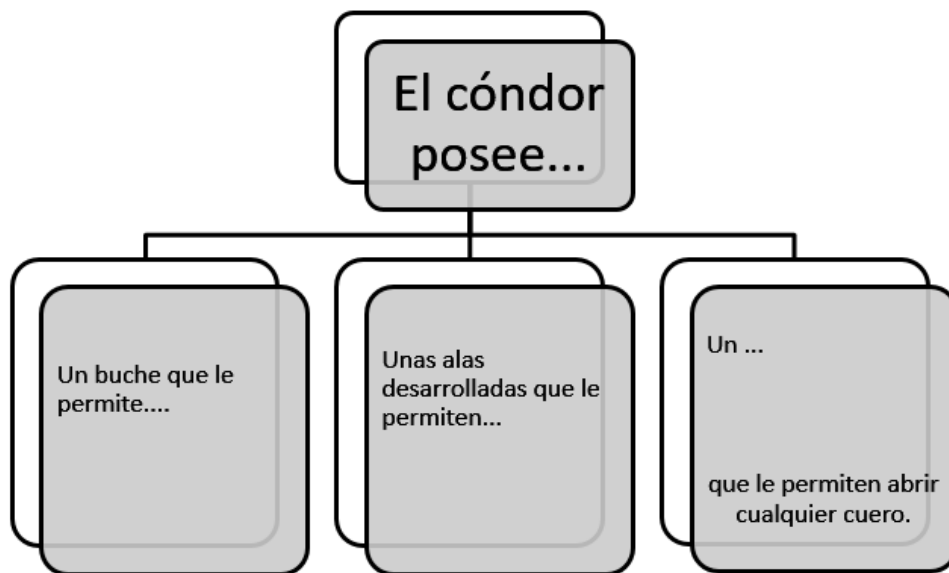 El cóndor
posee...
Un buche que le
permite....
Unas alas
desarrolladas que le
permiten...
Un ...
que le permiten abrir
cualquier cuero.